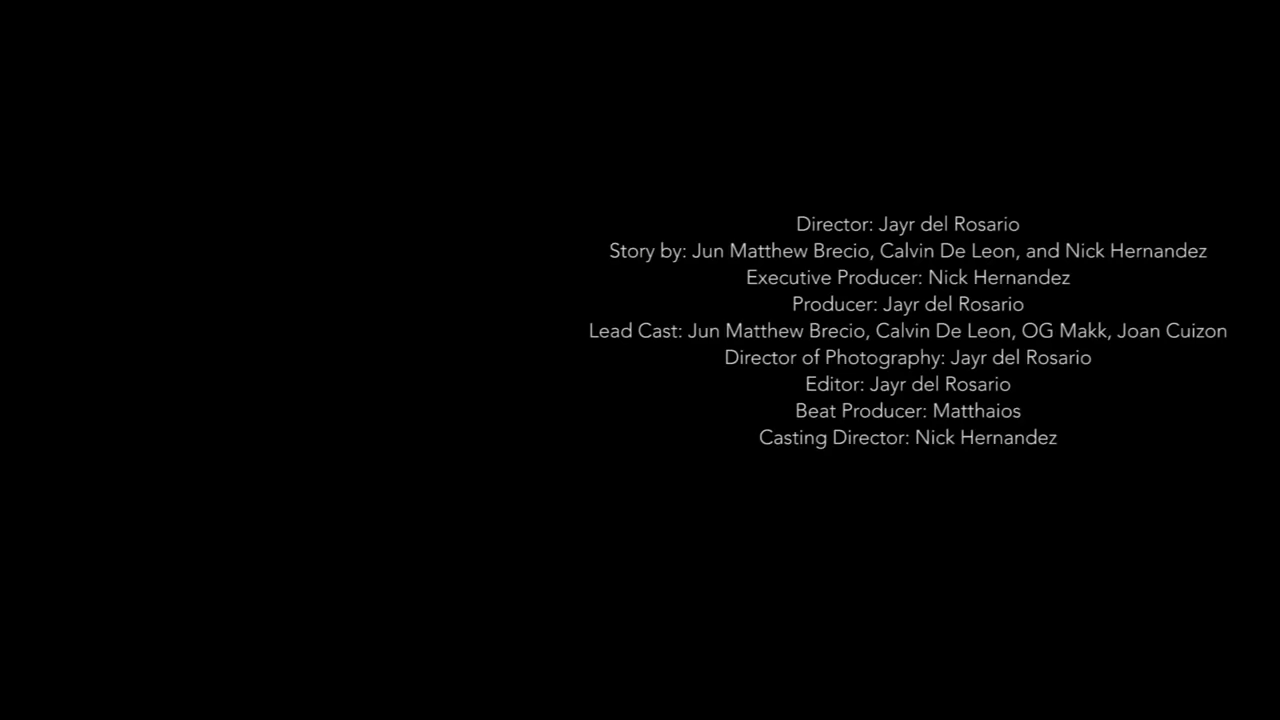 Director: Jayr del Rosario
Story by: Jun Matthew Brecio, Calvin De Leon, and Nick Hernandez
Executive Producer: Nick Hernandez
Producer: Jayr del Rosario
Lead Cast: Jun Matthew Brecio, Calvin De Leon, OG Makk, Joan Cuizon
Director of Photography: Jayr del Rosario
Editor: Jayr del Rosario
Beat Producer: Matthaios
Casting Director: Nick Hernandez